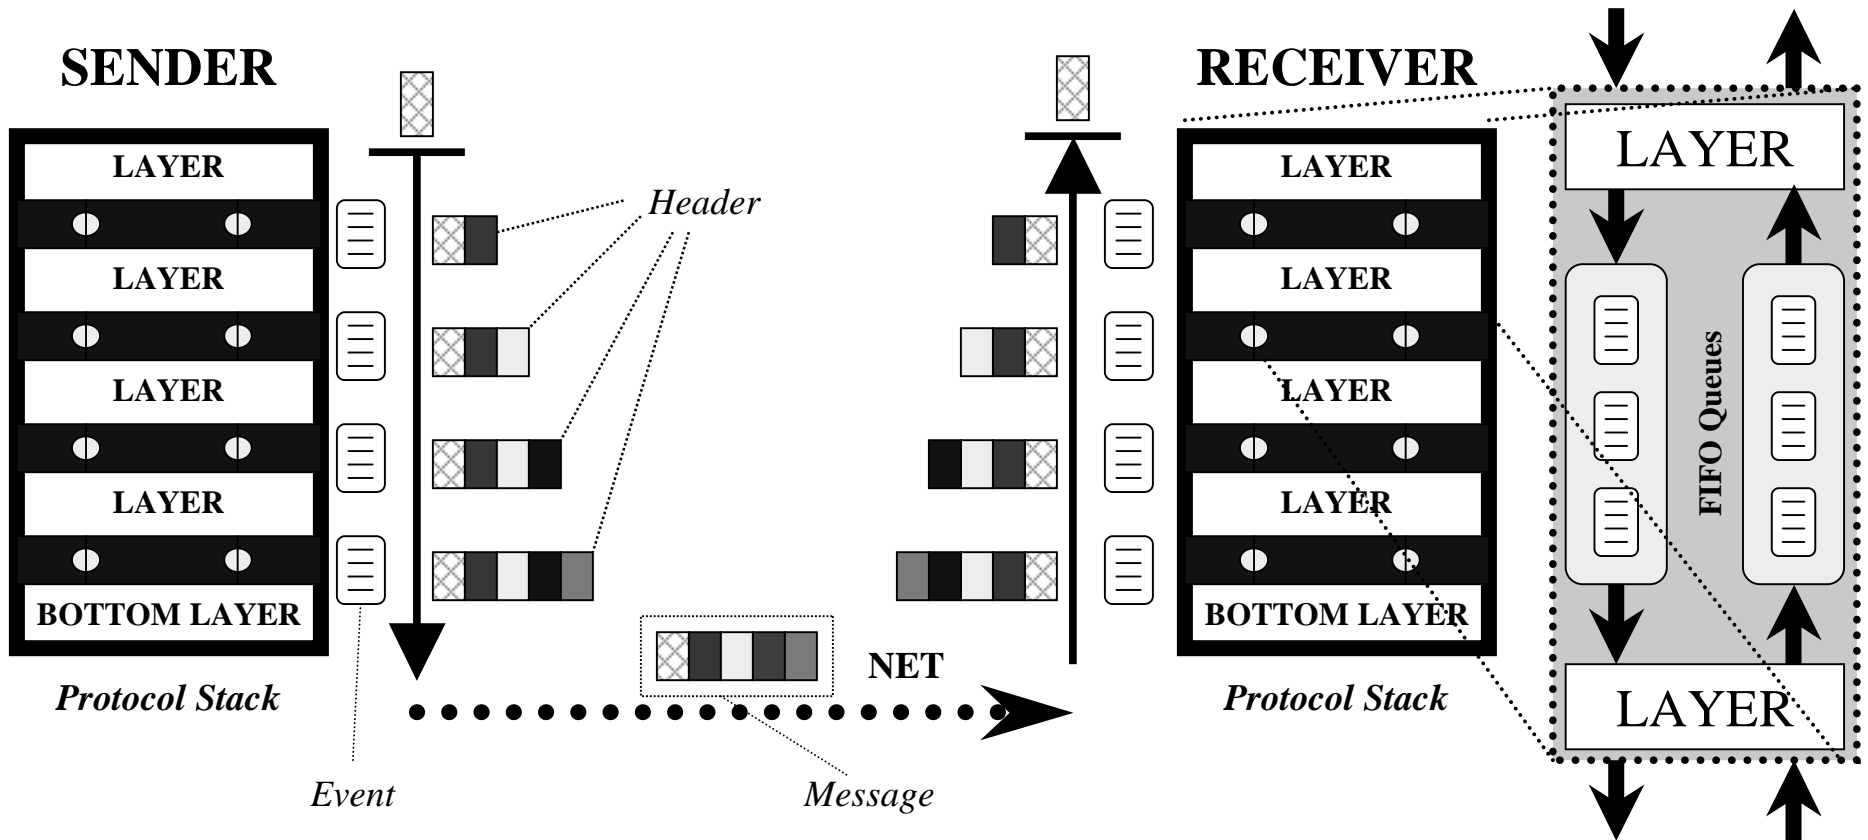 SENDER
LAYER
LAYER
LAYER
LAYER
BOTTOM LAYER
Protocol Stack
Header
Event
Message
NET
RECEIVER
LAYER
LAYER
LAYER
LAYER
BOTTOM LAYER
Protocol Stack
LAYER
FIFO Queues
LAYER